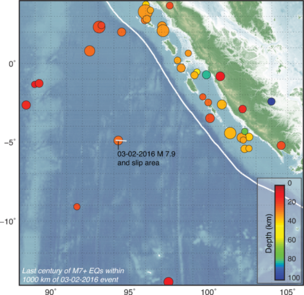 0°
-5°
-10°
03-02-2016 M 7.9
and slip area
Last century of M7+ EQs within
1000 km of 03-02-2016 event
Depth (km)
0
20
40
60
80
100
90°
95°
100°
105°